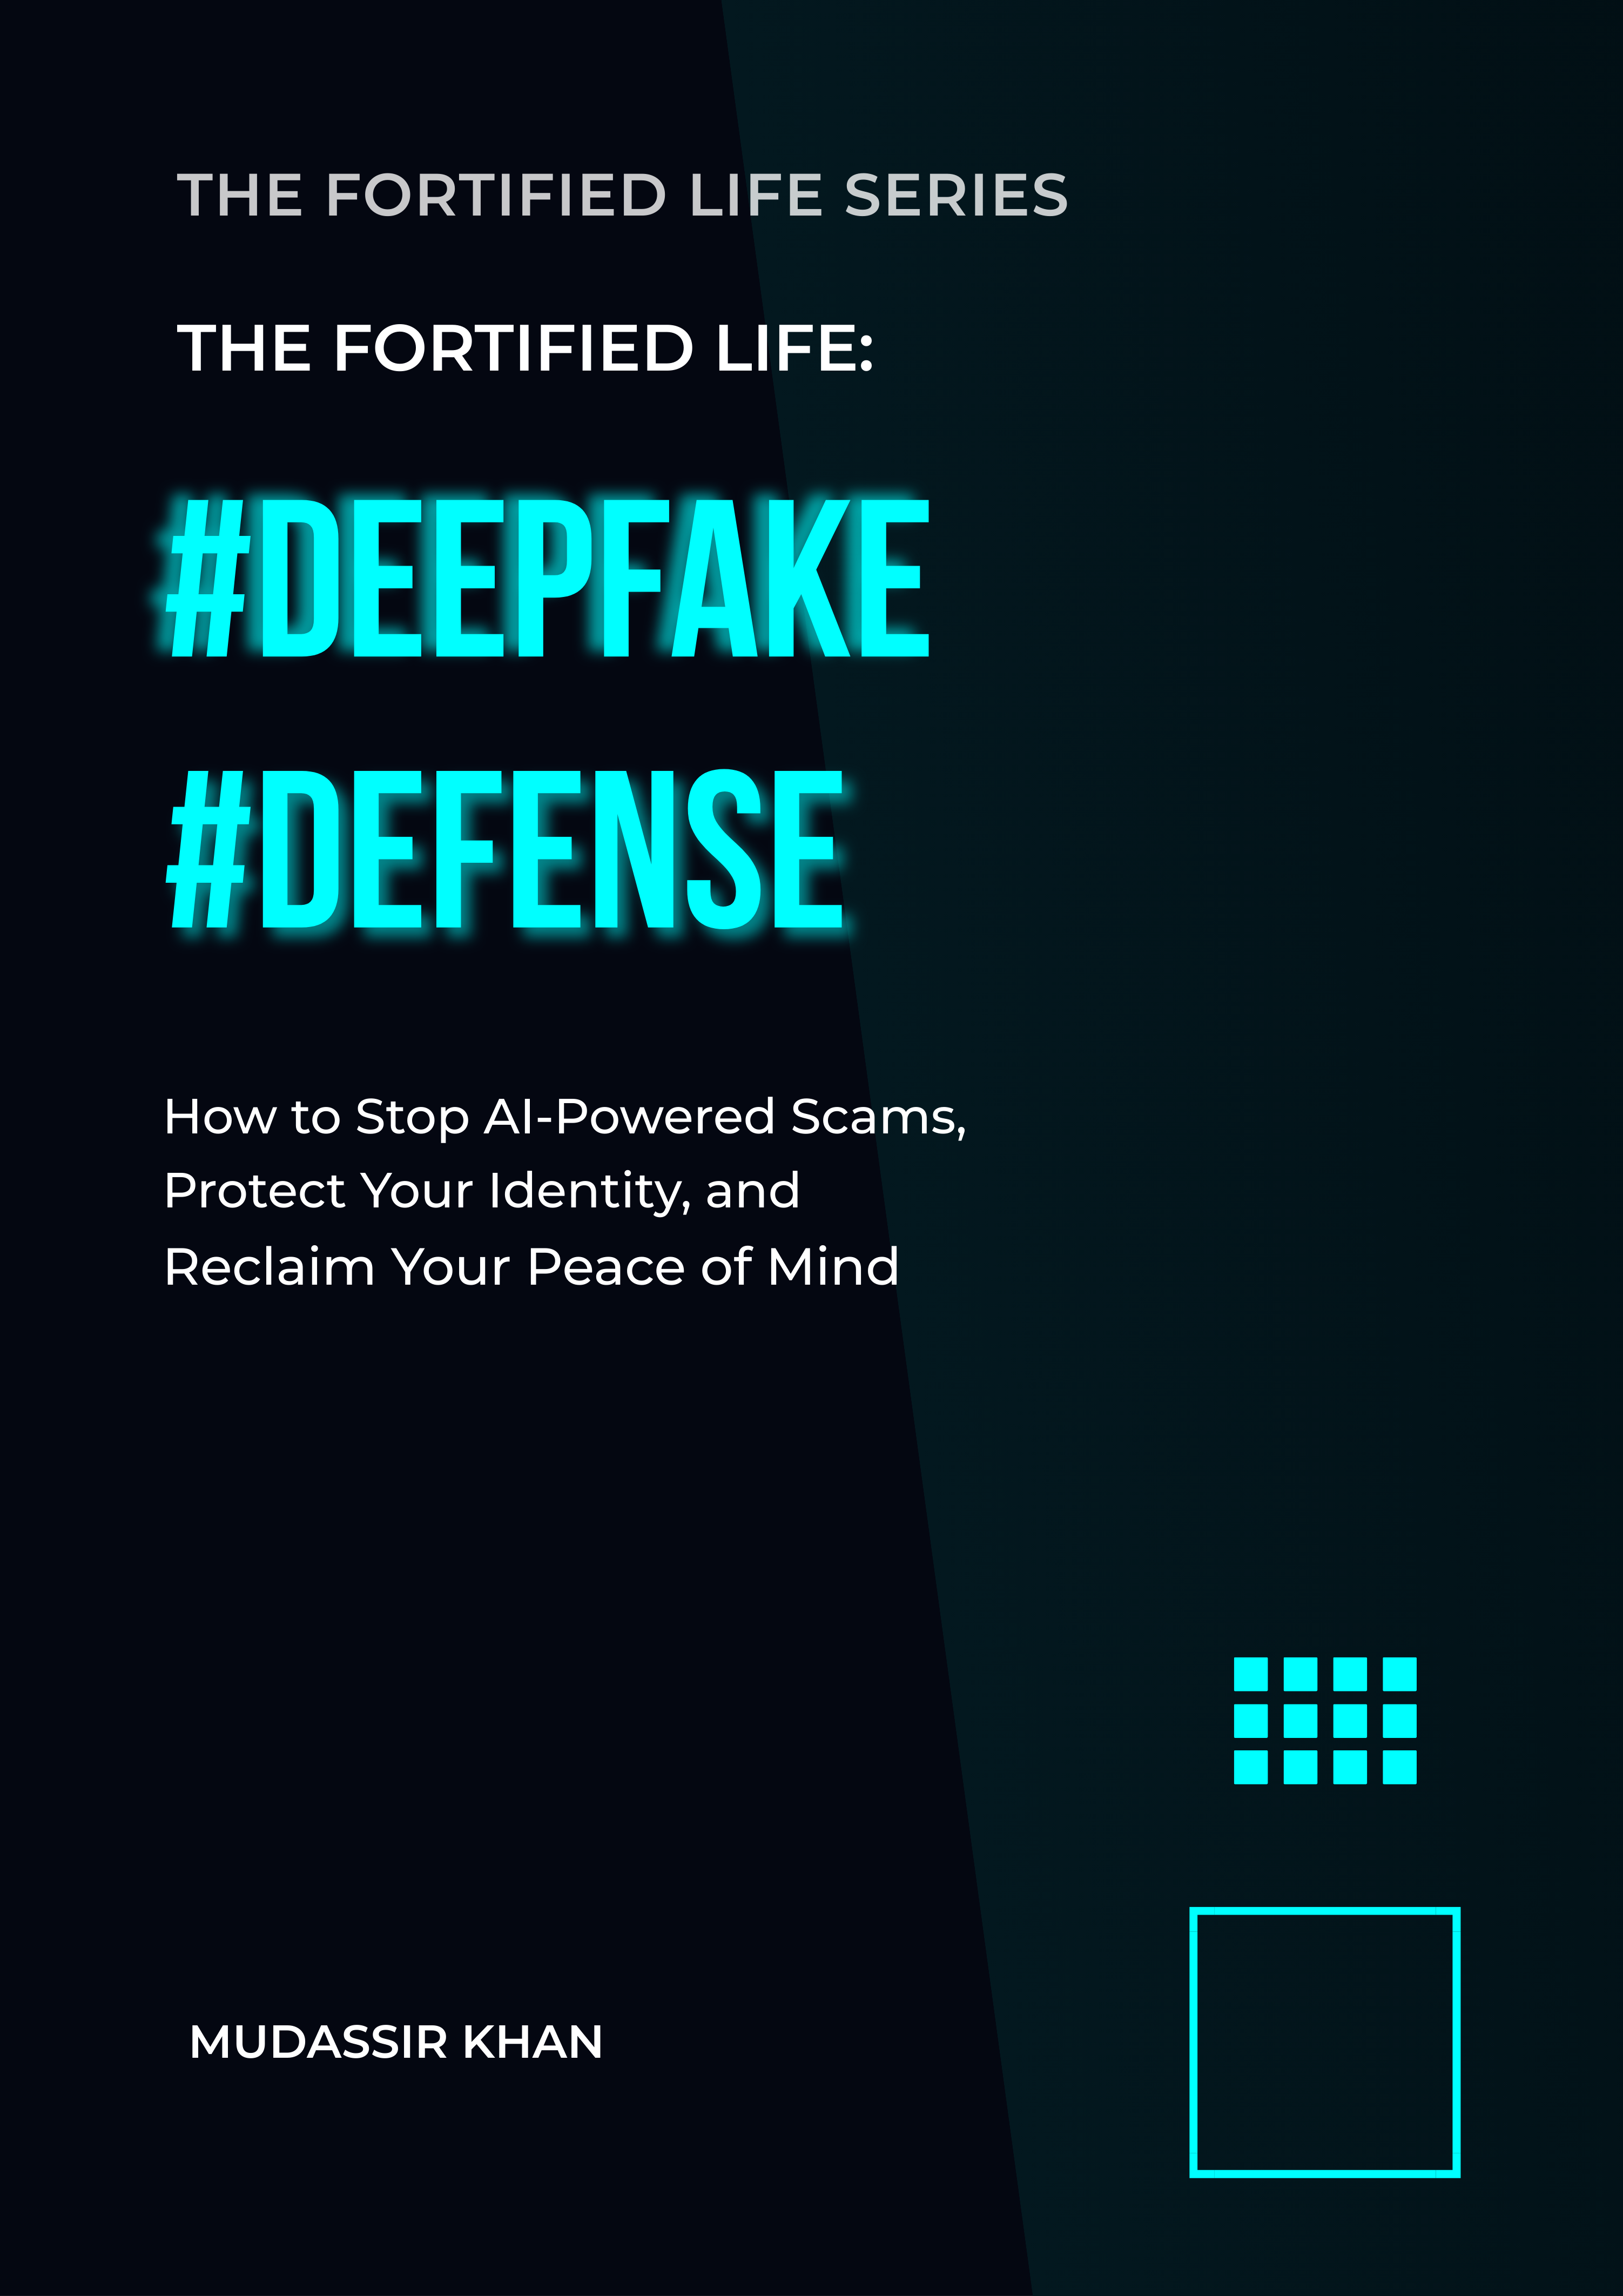 THE FORTIFIED LIFE SERIES
THE FORTIFIED LIFE:
#DEEPFAKE
#DEFENSE
How to Stop AI-Powered Scams,
Protect Your Identity, and
Reclaim Your Peace of Mind
MUDASSIR KHAN